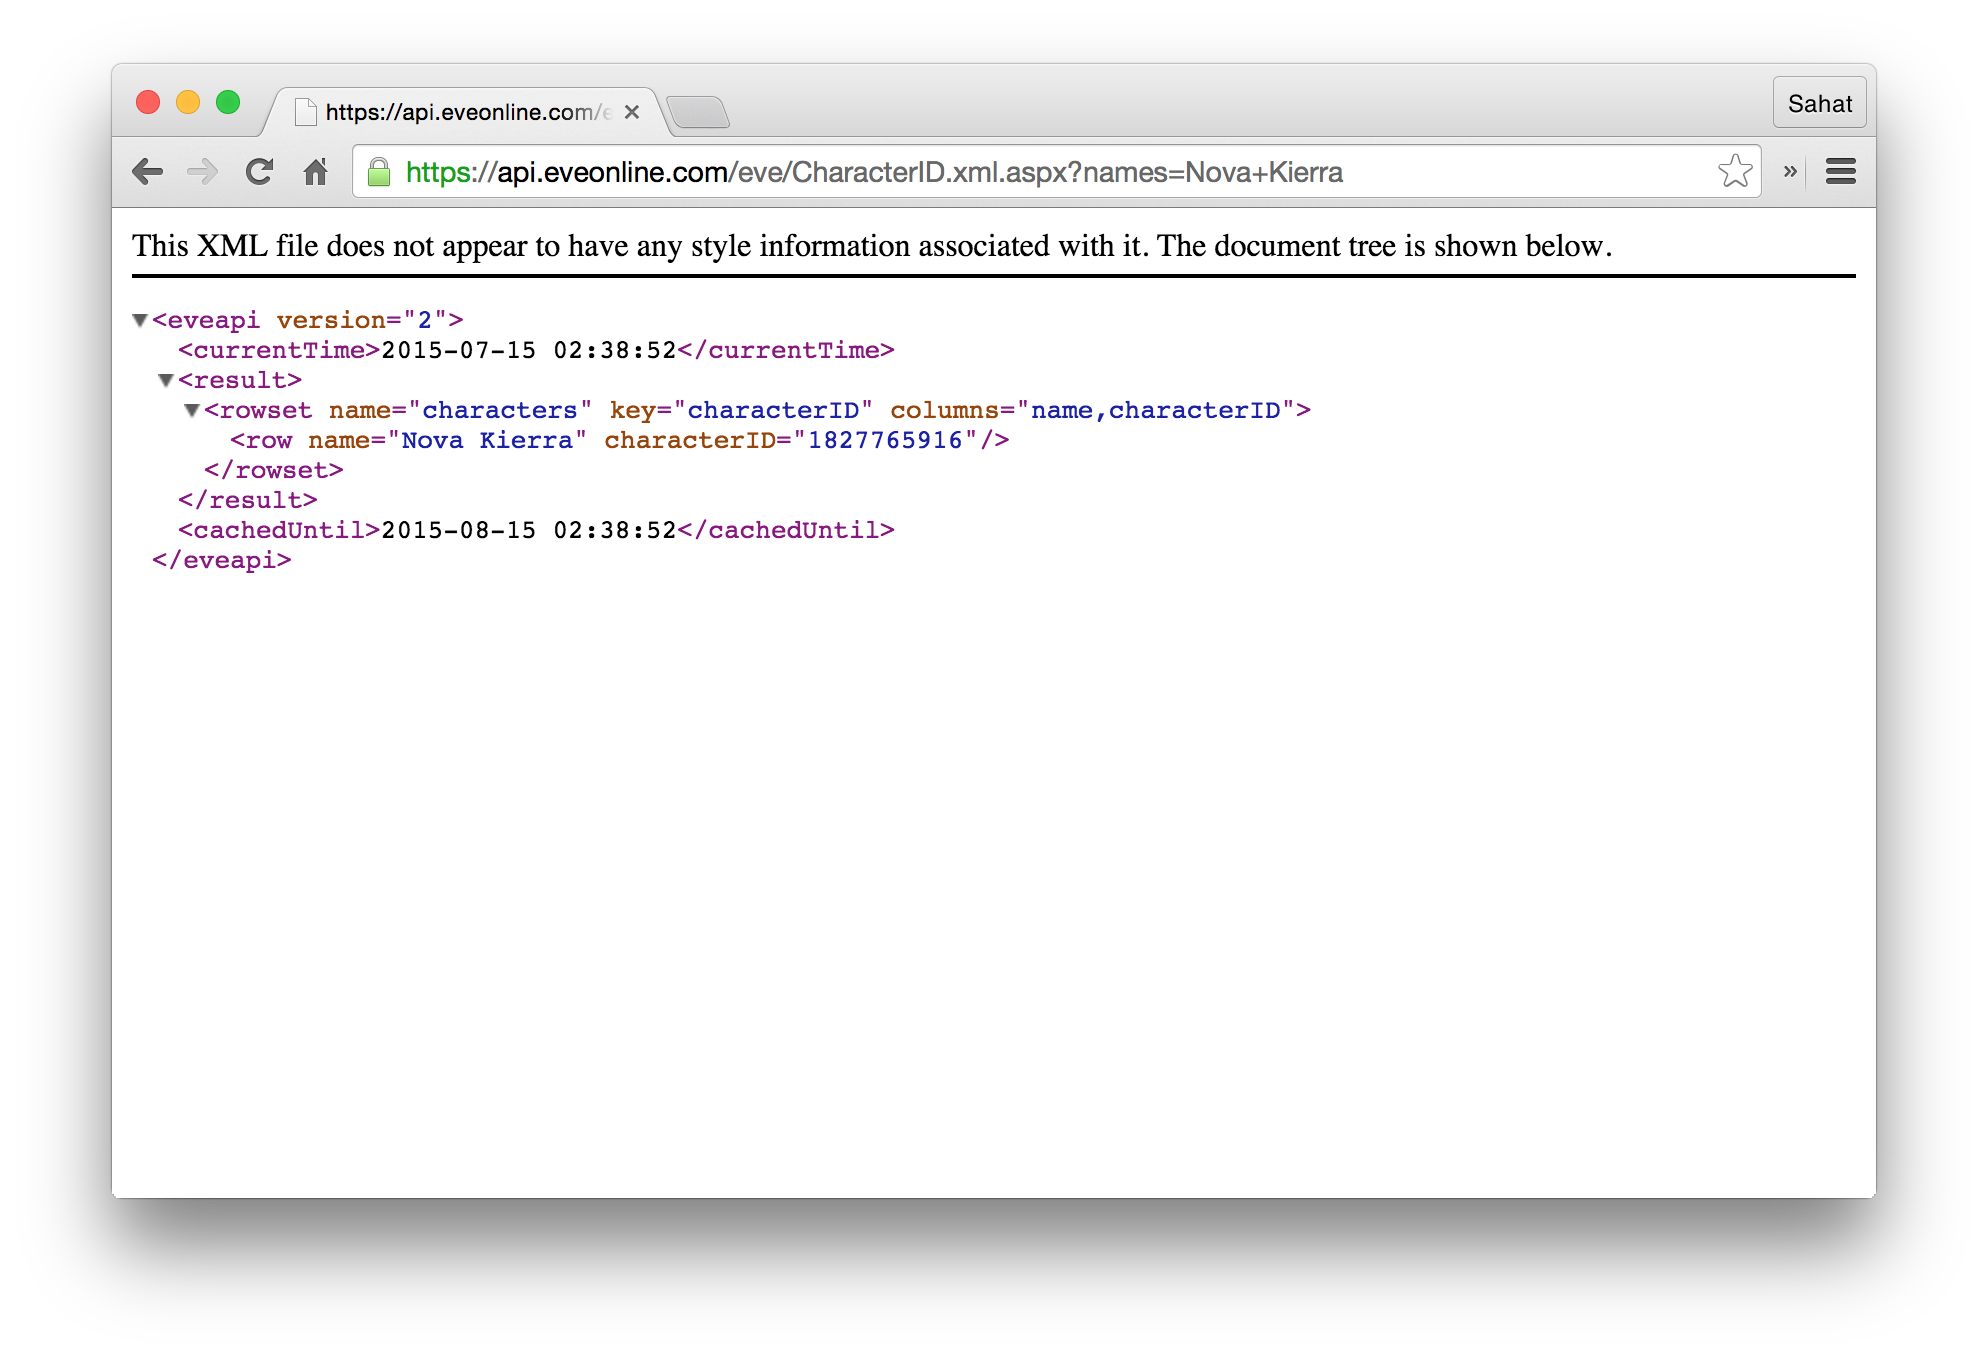 https://api.eveonline.com/e
Sahat
https://api.eveonline.com/eve/CharacterID.xml.aspx?names=Nova+Kierra
This XML file does not appear to have any style information associated with it. The document tree is shown below.
<eveapi version="2">
<currentTime>2015-07-15 02:38:52</currentTime>
<result>
<rowset name="characters" key="characterID" columns="name,characterID">
<row name="Nova Kierra" characterID="1827765916"/>
</rowset>
</result>
<cachedUntil>2015-08-15 02:38:52</cachedUntil>
</eveapi>